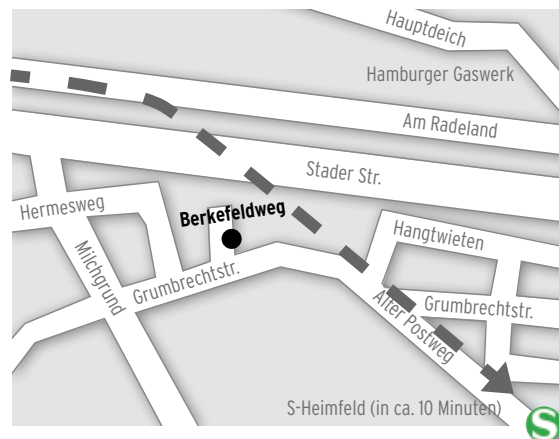 Hauptdeich
Hamburger Gaswerk
Am Radeland
Stader Str.
Hermesweg
Berkefeldweg
Hangtwieten
Milchgrund
Grumbrechtstr.
Grumbrechtstr.
Alter Postweg
S-Heimfeld (in ca. 10 Minuten)
S